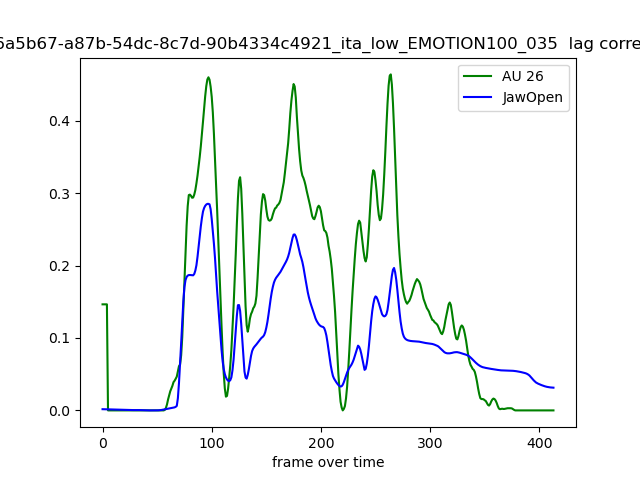 6a5b67-a87b-54dc-8c7d-90b4334c4921_ita_low_EMOTION100_035 lag corre
AU 26
JawOpen
0.4
0.3
0.2
0.1
0.0
0 100 200 300 400
frame over time